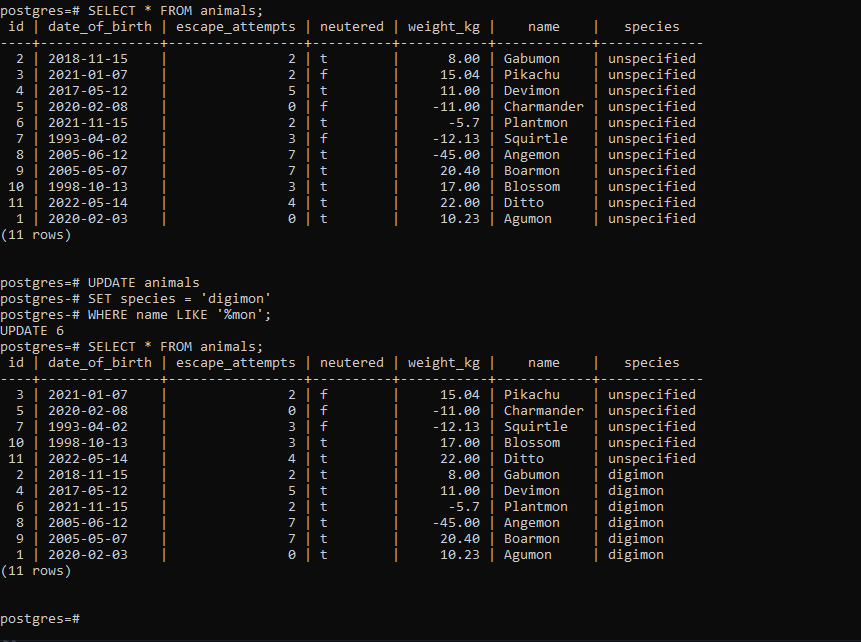 postgres=# SELECT * FROM animals;
 id | date_of_birth | escape_attempts | neutered | weight_kg |    name    |   species
----+---------------+-----------------+----------+-----------+------------+-------------
  2 | 2018-11-15    |               2 | t        |      8.00 | Gabumon    | unspecified
  3 | 2021-01-07    |               2 | f        |     15.04 | Pikachu    | unspecified
  4 | 2017-05-12    |               5 | t        |     11.00 | Devimon    | unspecified
  5 | 2020-02-08    |               0 | f        |    -11.00 | Charmander | unspecified
  6 | 2021-11-15    |               2 | t        |      -5.7 | Plantmon   | unspecified
  7 | 1993-04-02    |               3 | f        |    -12.13 | Squirtle   | unspecified
  8 | 2005-06-12    |               7 | t        |    -45.00 | Angemon    | unspecified
  9 | 2005-05-07    |               7 | t        |     20.40 | Boarmon    | unspecified
 10 | 1998-10-13    |               3 | t        |     17.00 | Blossom    | unspecified
 11 | 2022-05-14    |               4 | t        |     22.00 | Ditto      | unspecified
  1 | 2020-02-03    |               0 | t        |     10.23 | Agumon     | unspecified
(11 rows)
postgres=# UPDATE animals
postgres-# SET species = 'digimon'
postgres-# WHERE name LIKE '%mon';
UPDATE 6
postgres=# SELECT * FROM animals;
 id | date_of_birth | escape_attempts | neutered | weight_kg |    name    |   species
----+---------------+-----------------+----------+-----------+------------+-------------
  3 | 2021-01-07    |               2 | f        |     15.04 | Pikachu    | unspecified
  5 | 2020-02-08    |               0 | f        |    -11.00 | Charmander | unspecified
  7 | 1993-04-02    |               3 | f        |    -12.13 | Squirtle   | unspecified
 10 | 1998-10-13    |               3 | t        |     17.00 | Blossom    | unspecified
 11 | 2022-05-14    |               4 | t        |     22.00 | Ditto      | unspecified
  2 | 2018-11-15    |               2 | t        |      8.00 | Gabumon    | digimon
  4 | 2017-05-12    |               5 | t        |     11.00 | Devimon    | digimon
  6 | 2021-11-15    |               2 | t        |      -5.7 | Plantmon   | digimon
  8 | 2005-06-12    |               7 | t        |    -45.00 | Angemon    | digimon
  9 | 2005-05-07    |               7 | t        |     20.40 | Boarmon    | digimon
  1 | 2020-02-03    |               0 | t        |     10.23 | Agumon     | digimon
(11 rows)
postgres=#